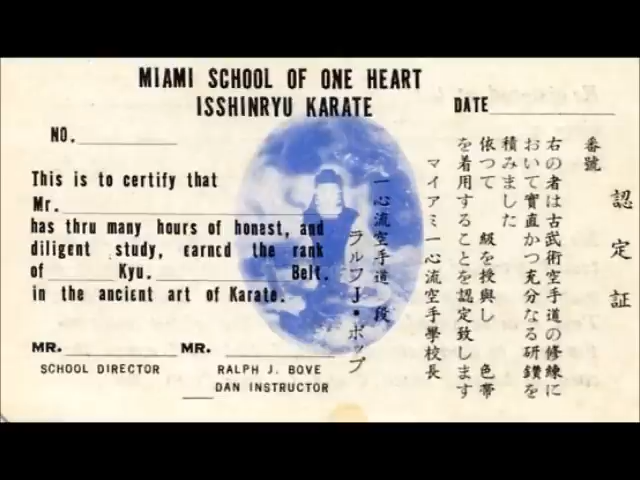 MIAMI SCHOOL OF ONE HEART
ISSHINRYU KARATE
DATE
NO.
This is to certify that
Mr.
has thru many hours of honest, and
diligent study, earned the rank
of Kyu. Belt.
in the ancient art of Karate.
MR. MR.
SCHOOL DIRECTOR
RALPH J. BOVE
DAN INSTRUCTOR
認定証
番號
右の者は古武術空手道の修練に
おいて實直かつ充分なる研鑽を
積みました
依つて 級を授與し 色帯
を着用することを認定致します
マイアミ一心流空手學校長
一心流空手道 段
ラルフJ・ボッブ